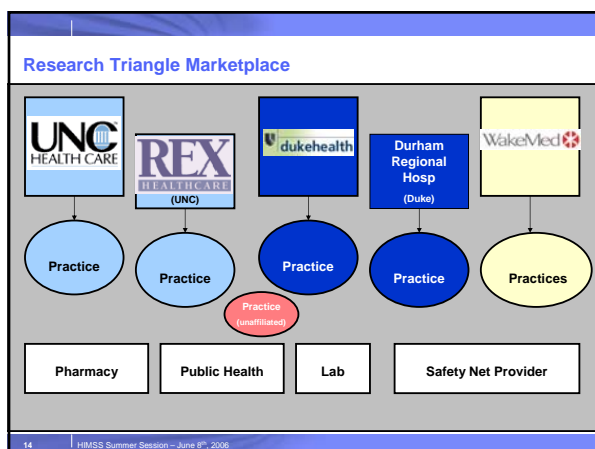 Research Triangle Marketplace
UNC
HEALTH CARE
REX
HEALTHCARE
(UNC)
dukehealth
Durham
Regional
Hosp
(Duke)
WakeMed
Practice
Practice
Practice
Practice
Practices
Practice
(unaffiliated)
Pharmacy
Public Health
Lab
Safety Net Provider
14 HIMSS Summer Session – June 8th, 2006